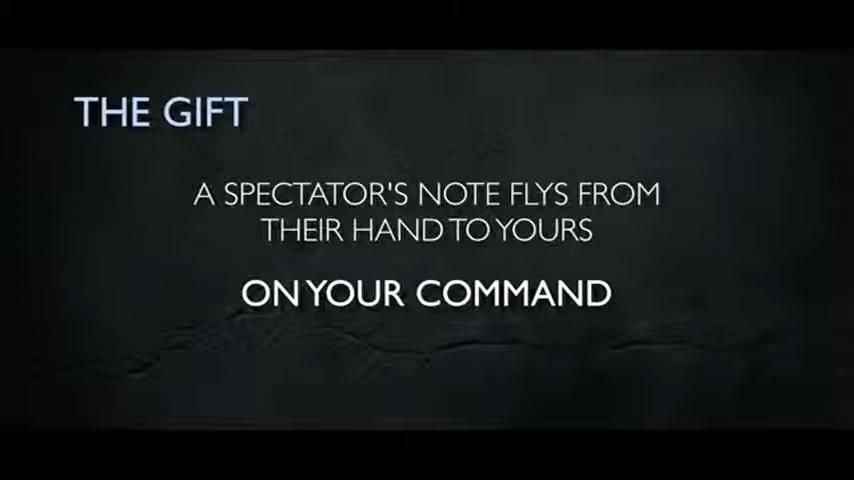 THE GIFT
A SPECTATOR'S NOTE FLYS FROM
THEIR HAND TO YOURS
ON YOUR COMMAND